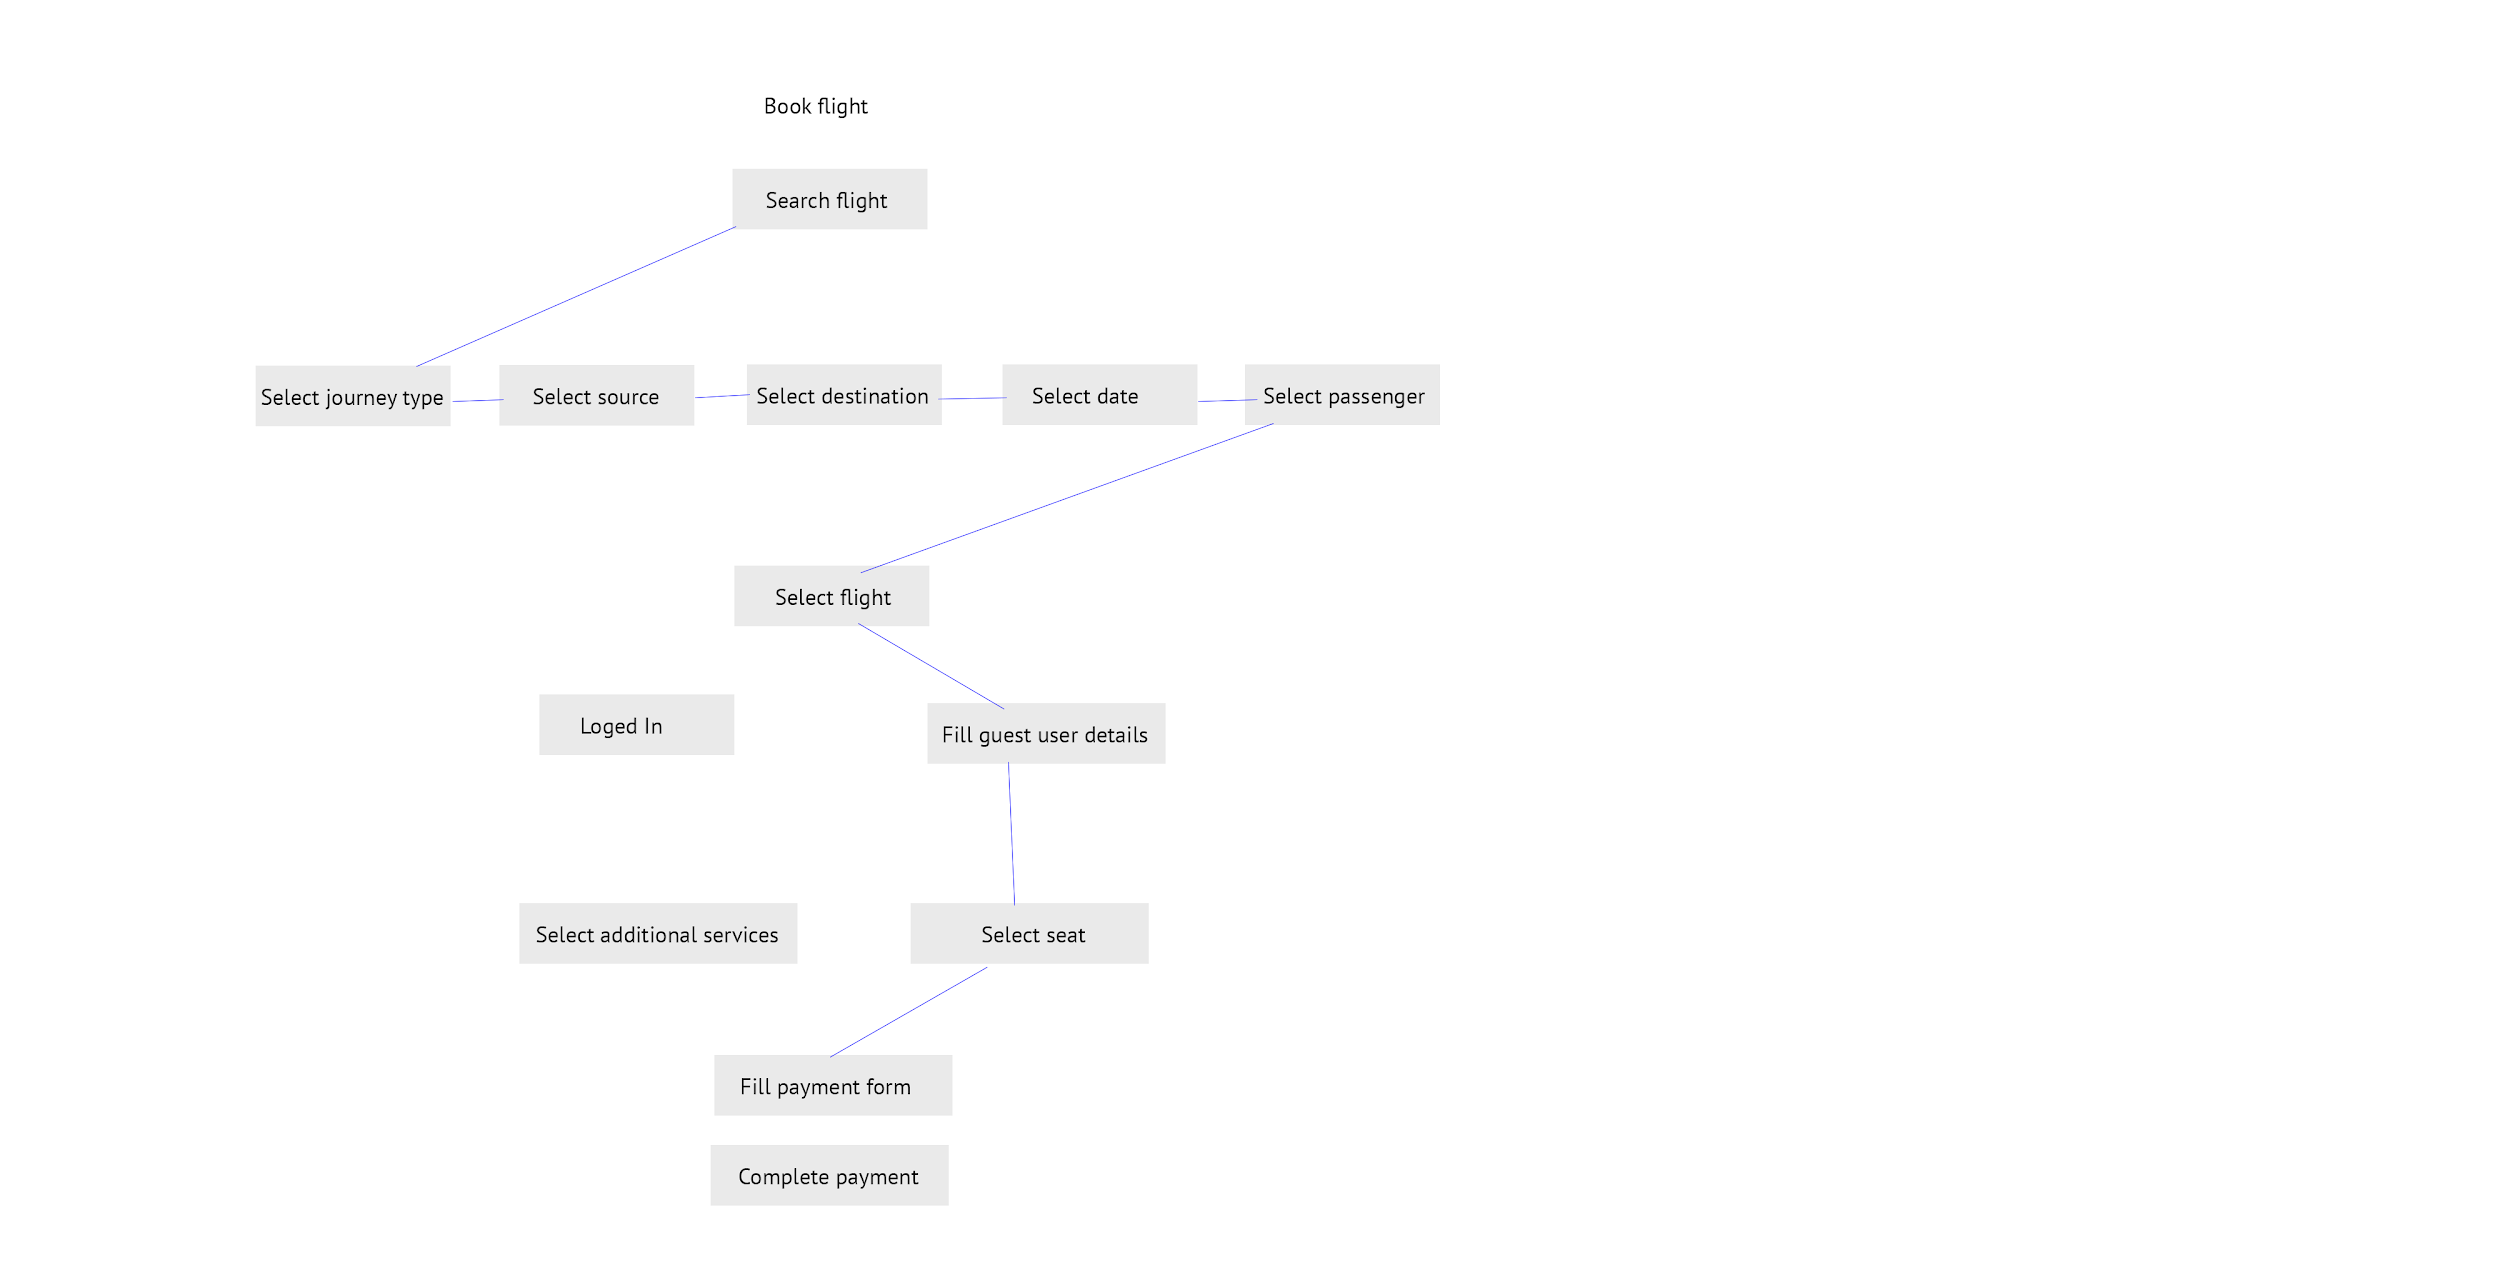 Book flight
Search flight
Select journey type
Select source
Select destination
Select date
Select passenger
Select flight
Loged In
Fill guest user details
Select additional services
Select seat
Fill payment form
Complete payment